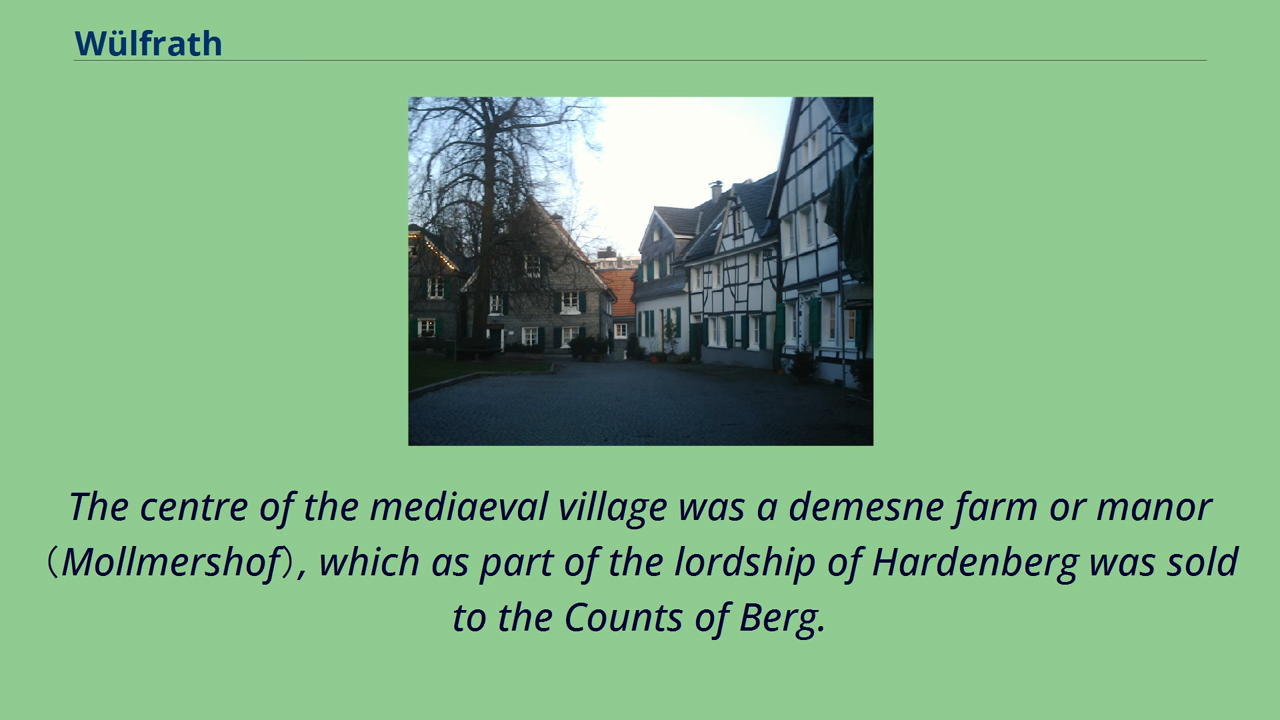 Wülfrath
The centre of the mediaeval village was a demesne farm or manor
（Mollmershof）, which as part of the lordship of Hardenberg was sold
to the Counts of Berg.